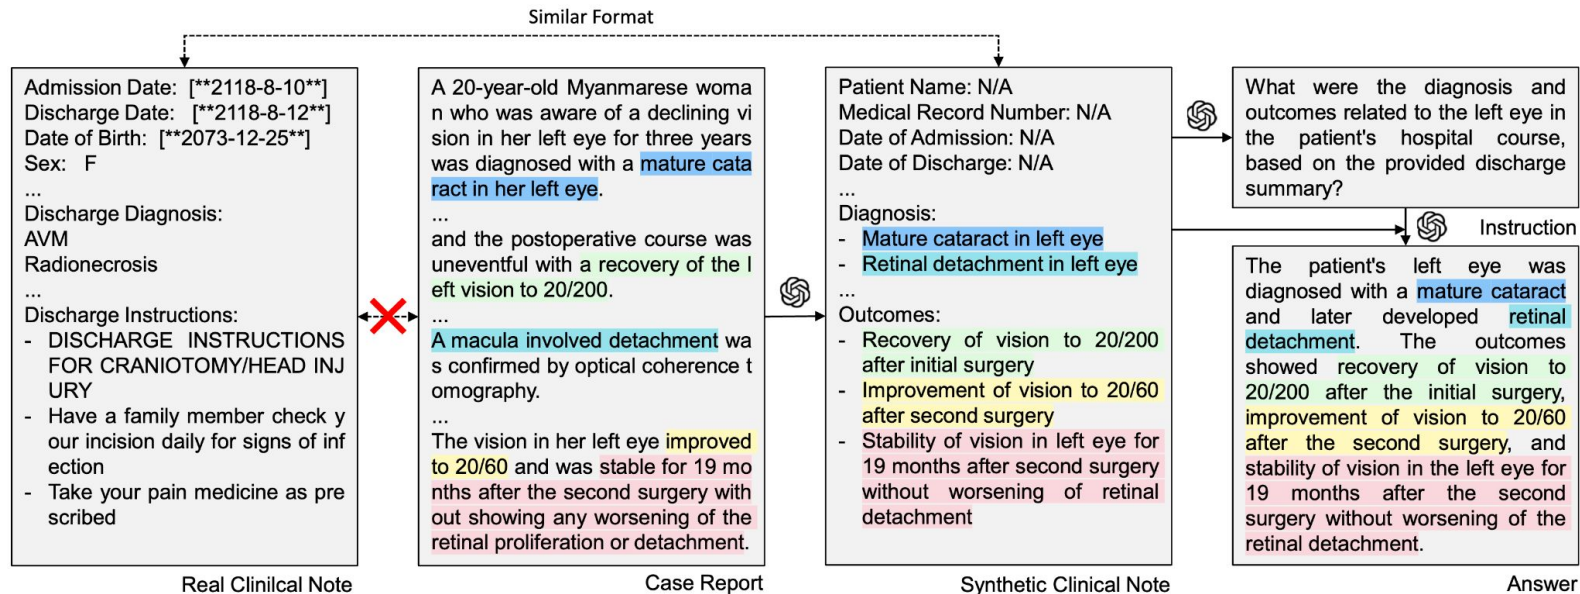 Similar Format
Admission Date:  [**2118-8-10**]
Discharge Date:  [**2118-8-12**]
Date of Birth:  [**2073-12-25**]
Sex:   F
...
Discharge Diagnosis:
AVM
Radionecrosis
...
Discharge Instructions:
- DISCHARGE INSTRUCTIONS
FOR CRANIOTOMY/HEAD INJ
URY
- Have a family member check y
our incision daily for signs of inf
ection
- Take your pain medicine as pre
scribed
Real Clinilcal Note
A 20-year-old Myanmarese woma
n who was aware of a declining vi
sion in her left eye for three years
was diagnosed with a mature cata
ract in her left eye.
...
and the postoperative course was
uneventful with a recovery of the l
eft vision to 20/200.
...
A macula involved detachment wa
s confirmed by optical coherence t
omography.
...
The vision in her left eye improved
to 20/60 and was stable for 19 mo
nths after the second surgery with
out showing any worsening of the
retinal proliferation or detachment.
Case Report
Patient Name: N/A
Medical Record Number: N/A
Date of Admission: N/A
Date of Discharge: N/A
...
Diagnosis:
- Mature cataract in left eye
- Retinal detachment in left eye
...
Outcomes:
- Recovery of vision to 20/200
after initial surgery
- Improvement of vision to 20/60
after second surgery
- Stability of vision in left eye for
19 months after second surgery
without worsening of retinal
detachment
Synthetic Clinical Note
What were the diagnosis and
outcomes related to the left eye in
the patient's hospital course,
based on the provided discharge
summary?
Instruction
The patient's left eye was
diagnosed with a mature cataract
and later developed retinal
detachment. The outcomes
showed recovery of vision to
20/200 after the initial surgery,
improvement of vision to 20/60
after the second surgery, and
stability of vision in the left eye for
19 months after the second
surgery without worsening of the
retinal detachment.
Answer